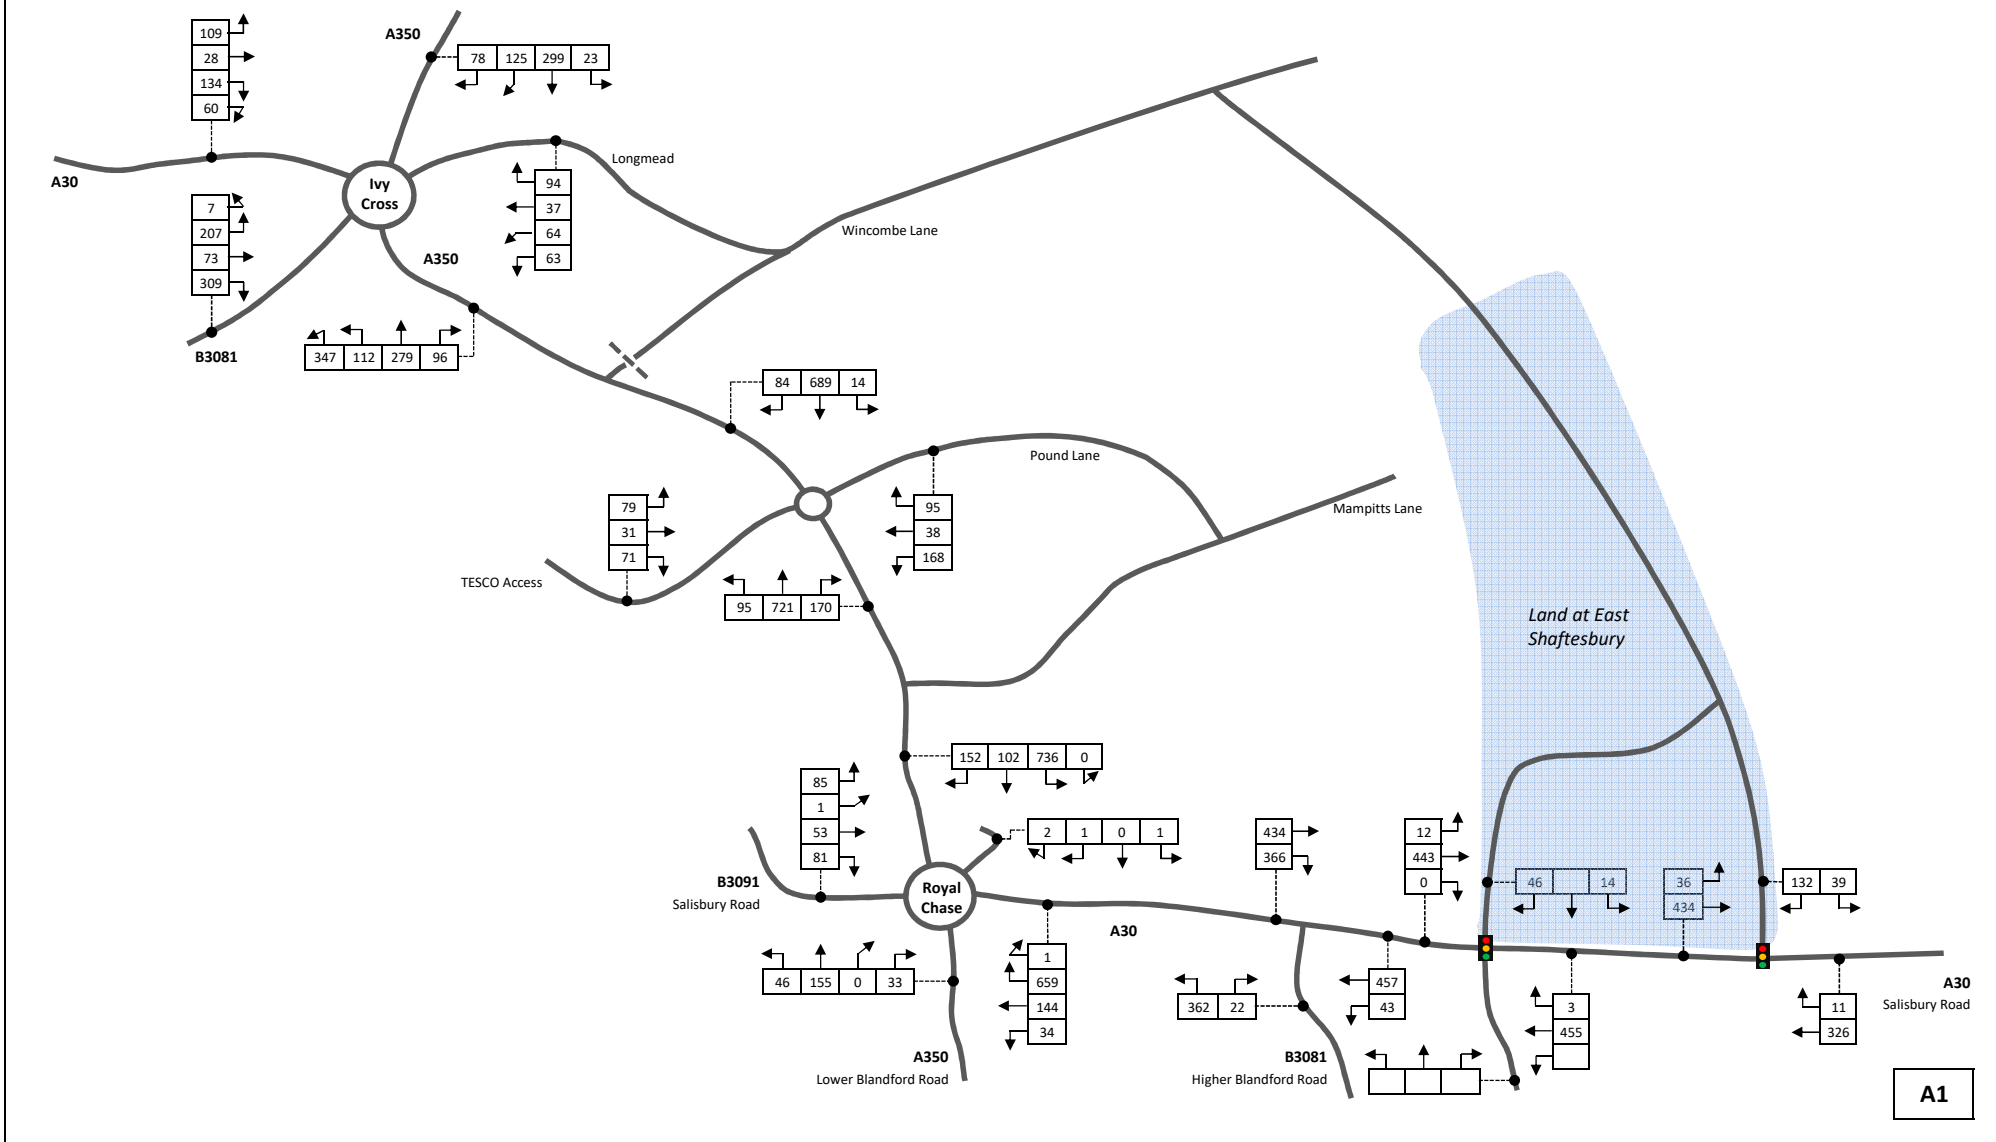 A350
109
28
134
60
78 125 299 23
Longmead
A30
Ivy
Cross
94
37
64
63
7
207
73
309
Wincombe Lane
A350
B3081
347 112 279 96
84 689 14
Pound Lane
Mampitts Lane
79
31
71
95
38
168
TESCO Access
95 721 170
Land at East
Shaftesbury
152 102 736 0
85
1
53
81
2 1 0 1
434
366
12
443
0
46 14
36
434
132 39
B3091
Salisbury Road
Royal
Chase
A30
46 155 0 33
1
659
144
34
362 22
457
43
3
455
11
326
A30
Salisbury Road
A350
Lower Blandford Road
B3081
Higher Blandford Road
A1